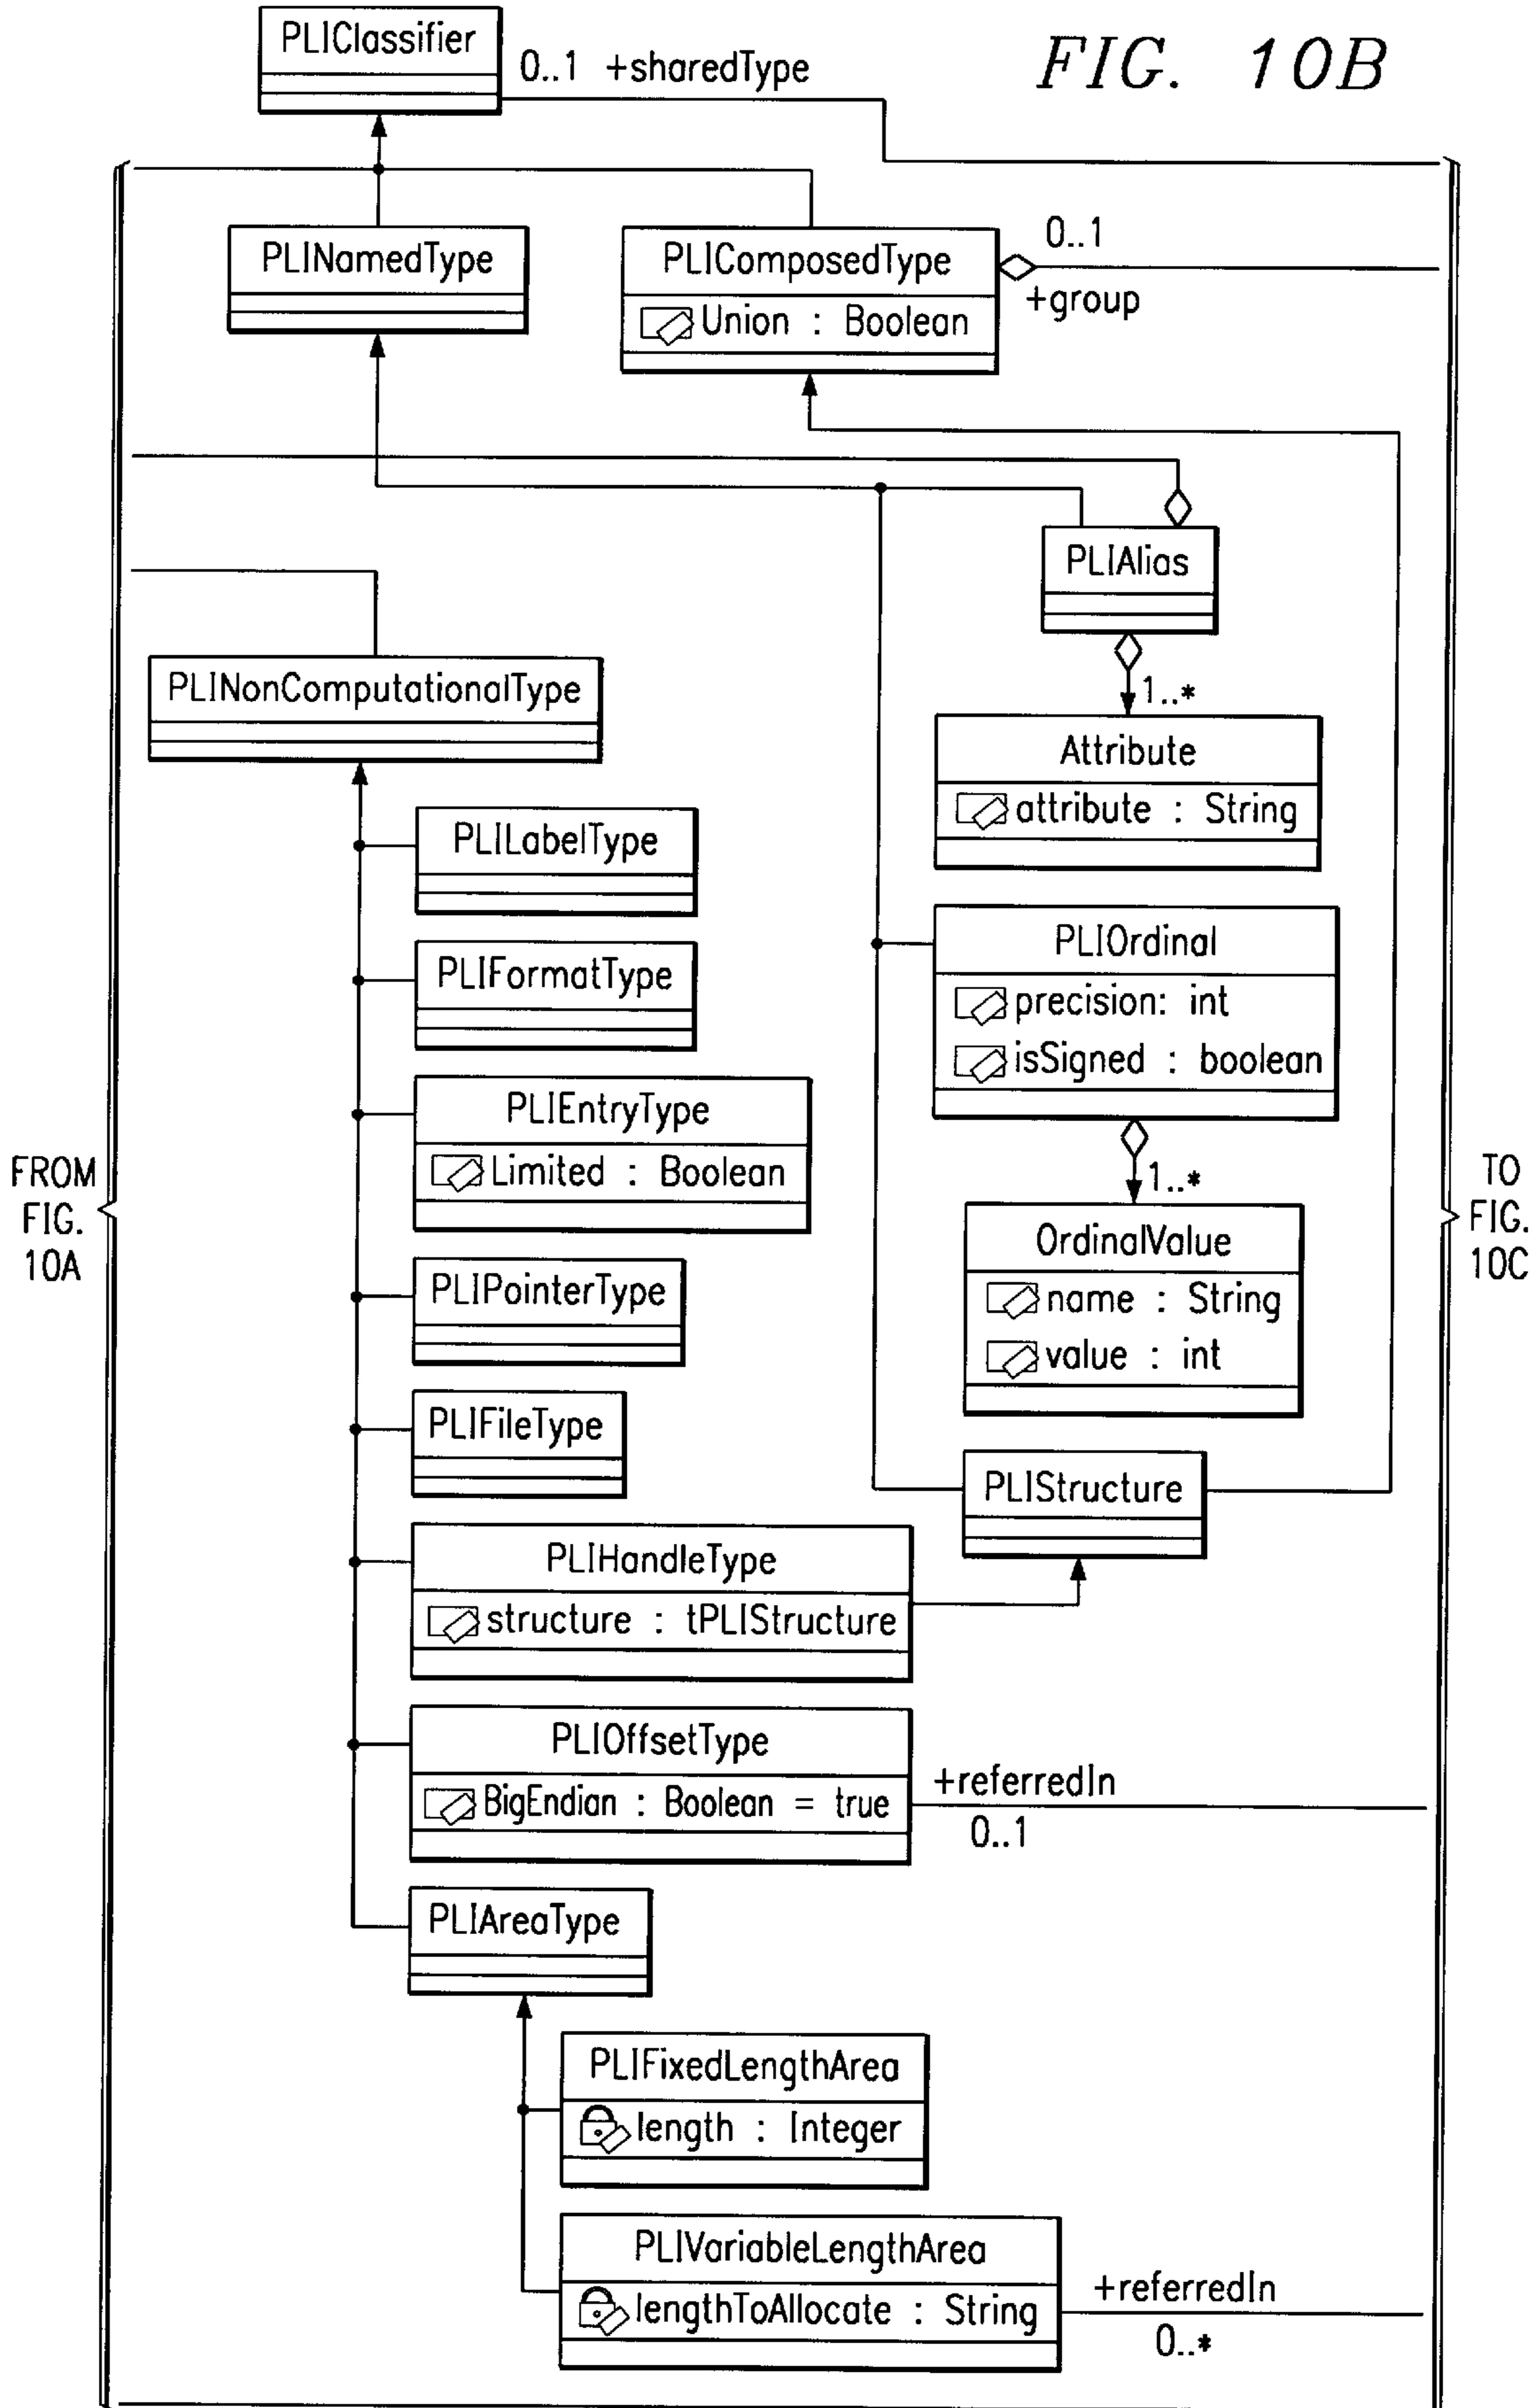 FIG. 10B
PLIClassifier
0..1 +sharedType
PLINamedType
PLIComposedType
Union : Boolean
0..1
+group
PLIAlias
1..*
PLINonComputationalType
Attribute
attribute : String
PLILabelType
PLIFormatType
PLIOrdinal
precision: int
isSigned : boolean
PLIEntryType
Limited : Boolean
1..*
FROM
FIG.
10A
TO
FIG.
10C
OrdinalValue
name : String
value : int
PLIPointerType
PLIFileType
PLIStructure
PLIHandleType
structure : tPLIStructure
PLIOffsetType
BigEndian : Boolean = true
+referredIn
0..1
PLIAreaType
PLIFixedLengthArea
length : Integer
PLIVariableLengthArea
lengthToAllocate : String
+referredIn
0..*